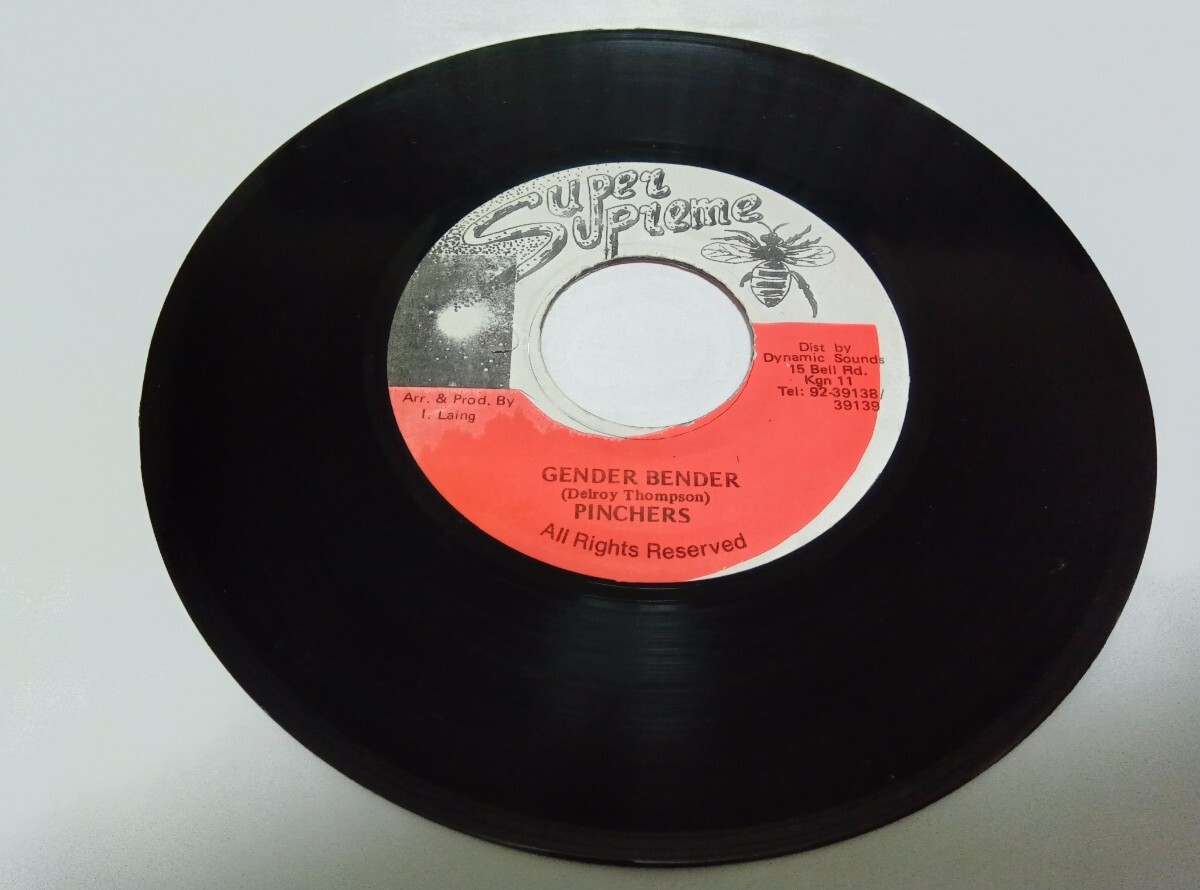 Super
Supreme
Dist by
Dynamic Sounds
15 Bell Rd.
Kgn 11
Tel: 92-39138/
39139
Arr. & Prod. By
I. Laing
GENDER BENDER
(Delroy Thompson)
PINCHERS
All Rights Reserved